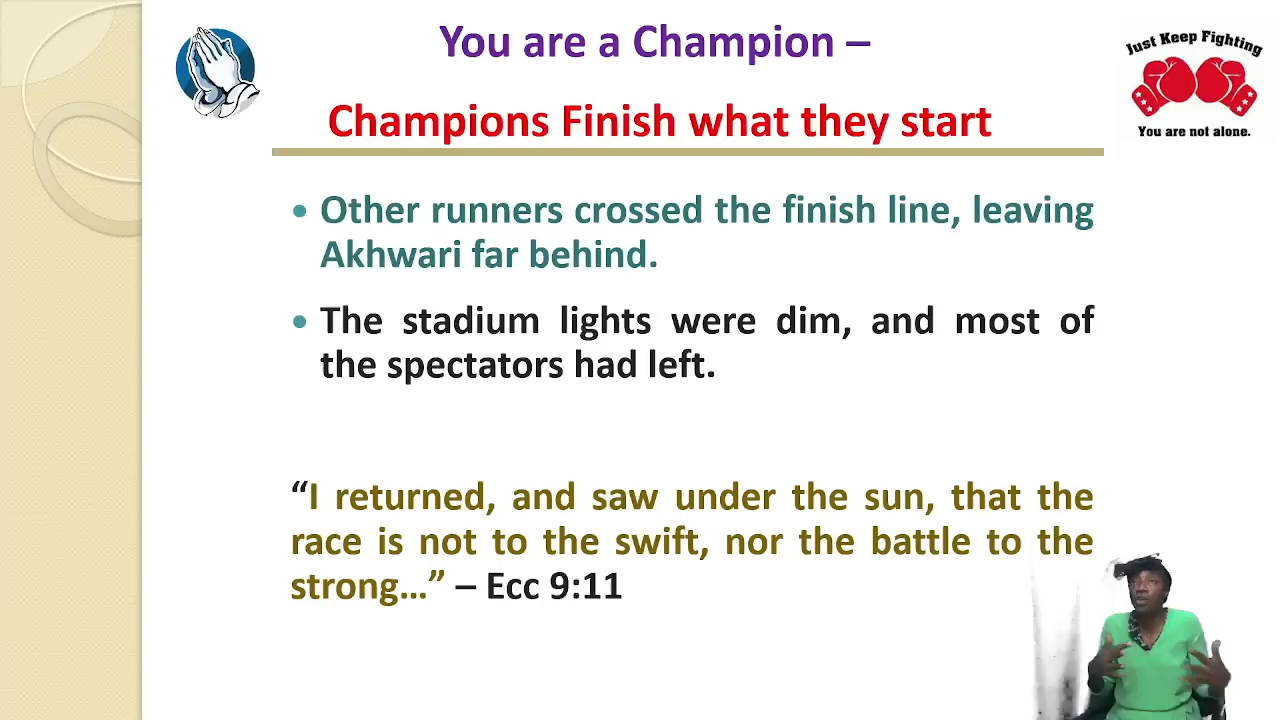 You are a Champion –
Champions Finish what they start
Just Keep Fighting
You are not alone.
• Other runners crossed the finish line, leaving
Akhwari far behind.
• The stadium lights were dim, and most of
the spectators had left.
“I returned, and saw under the sun, that the
race is not to the swift, nor the battle to the
strong…” – Ecc 9:11